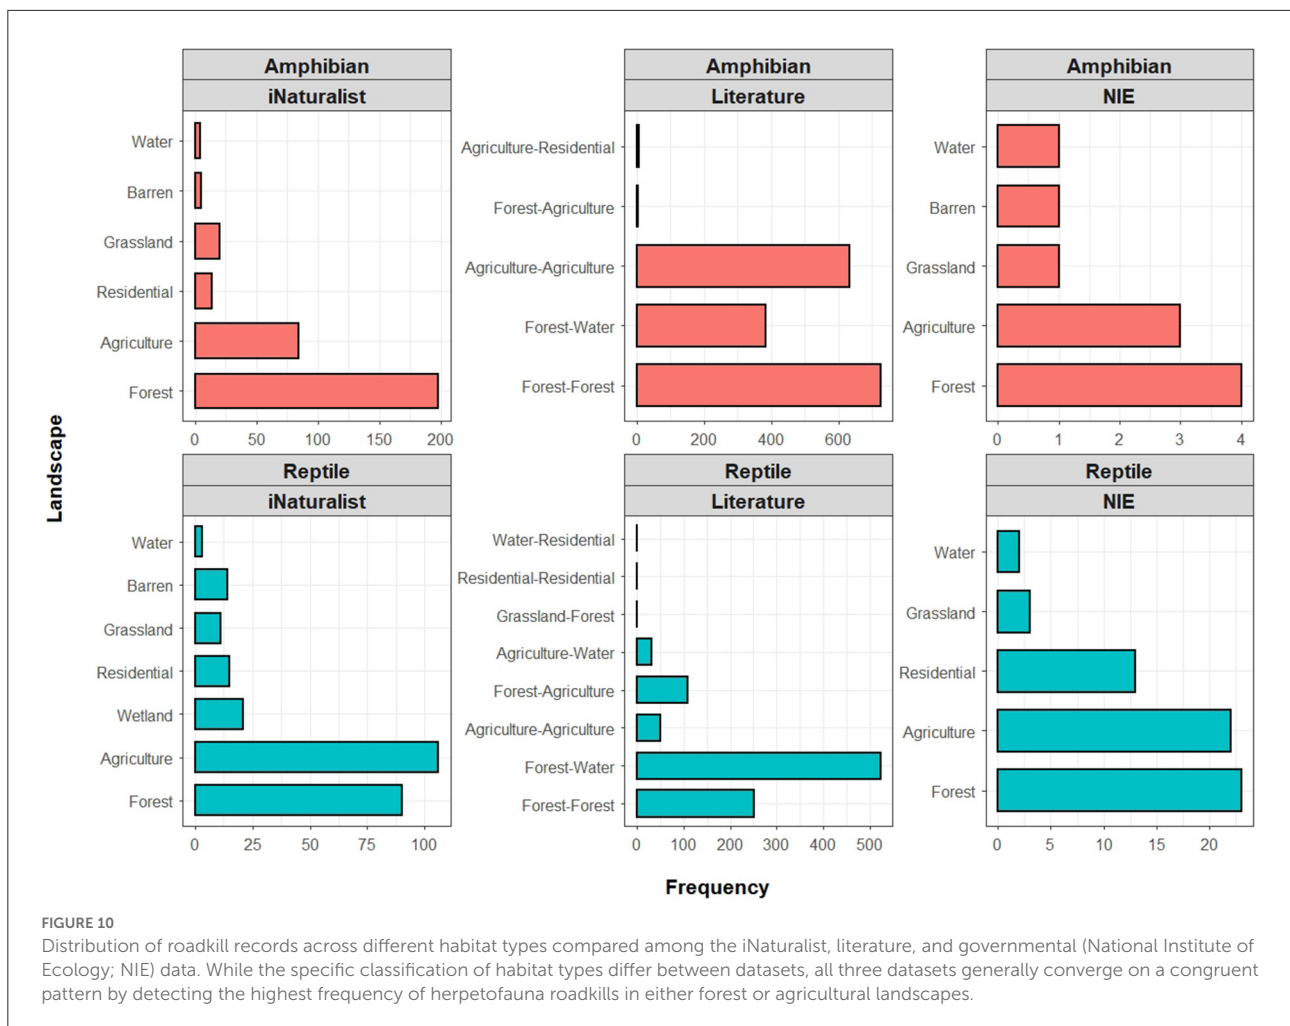 Amphibian
iNaturalist
Water
Barren
Grassland
Residential
Agriculture
Forest
0 50 100 150 200
Amphibian
Literature
Agriculture-Residential
Forest-Agriculture
Agriculture-Agriculture
Forest-Water
Forest-Forest
0 200 400 600
Amphibian
NIE
Water
Barren
Grassland
Agriculture
Forest
0 1 2 3 4
Landscape
Reptile
iNaturalist
Water
Barren
Grassland
Residential
Wetland
Agriculture
Forest
0 25 50 75 100
Reptile
Literature
Water-Residential
Residential-Residential
Grassland-Forest
Agriculture-Water
Forest-Agriculture
Agriculture-Agriculture
Forest-Water
Forest-Forest
0 100 200 300 400 500
Reptile
NIE
Water
Grassland
Residential
Agriculture
Forest
0 5 10 15 20
Frequency
FIGURE 10
Distribution of roadkill records across different habitat types compared among the iNaturalist, literature, and governmental (National Institute of
Ecology; NIE) data. While the specific classification of habitat types differ between datasets, all three datasets generally converge on a congruent
pattern by detecting the highest frequency of herpetofauna roadkills in either forest or agricultural landscapes.